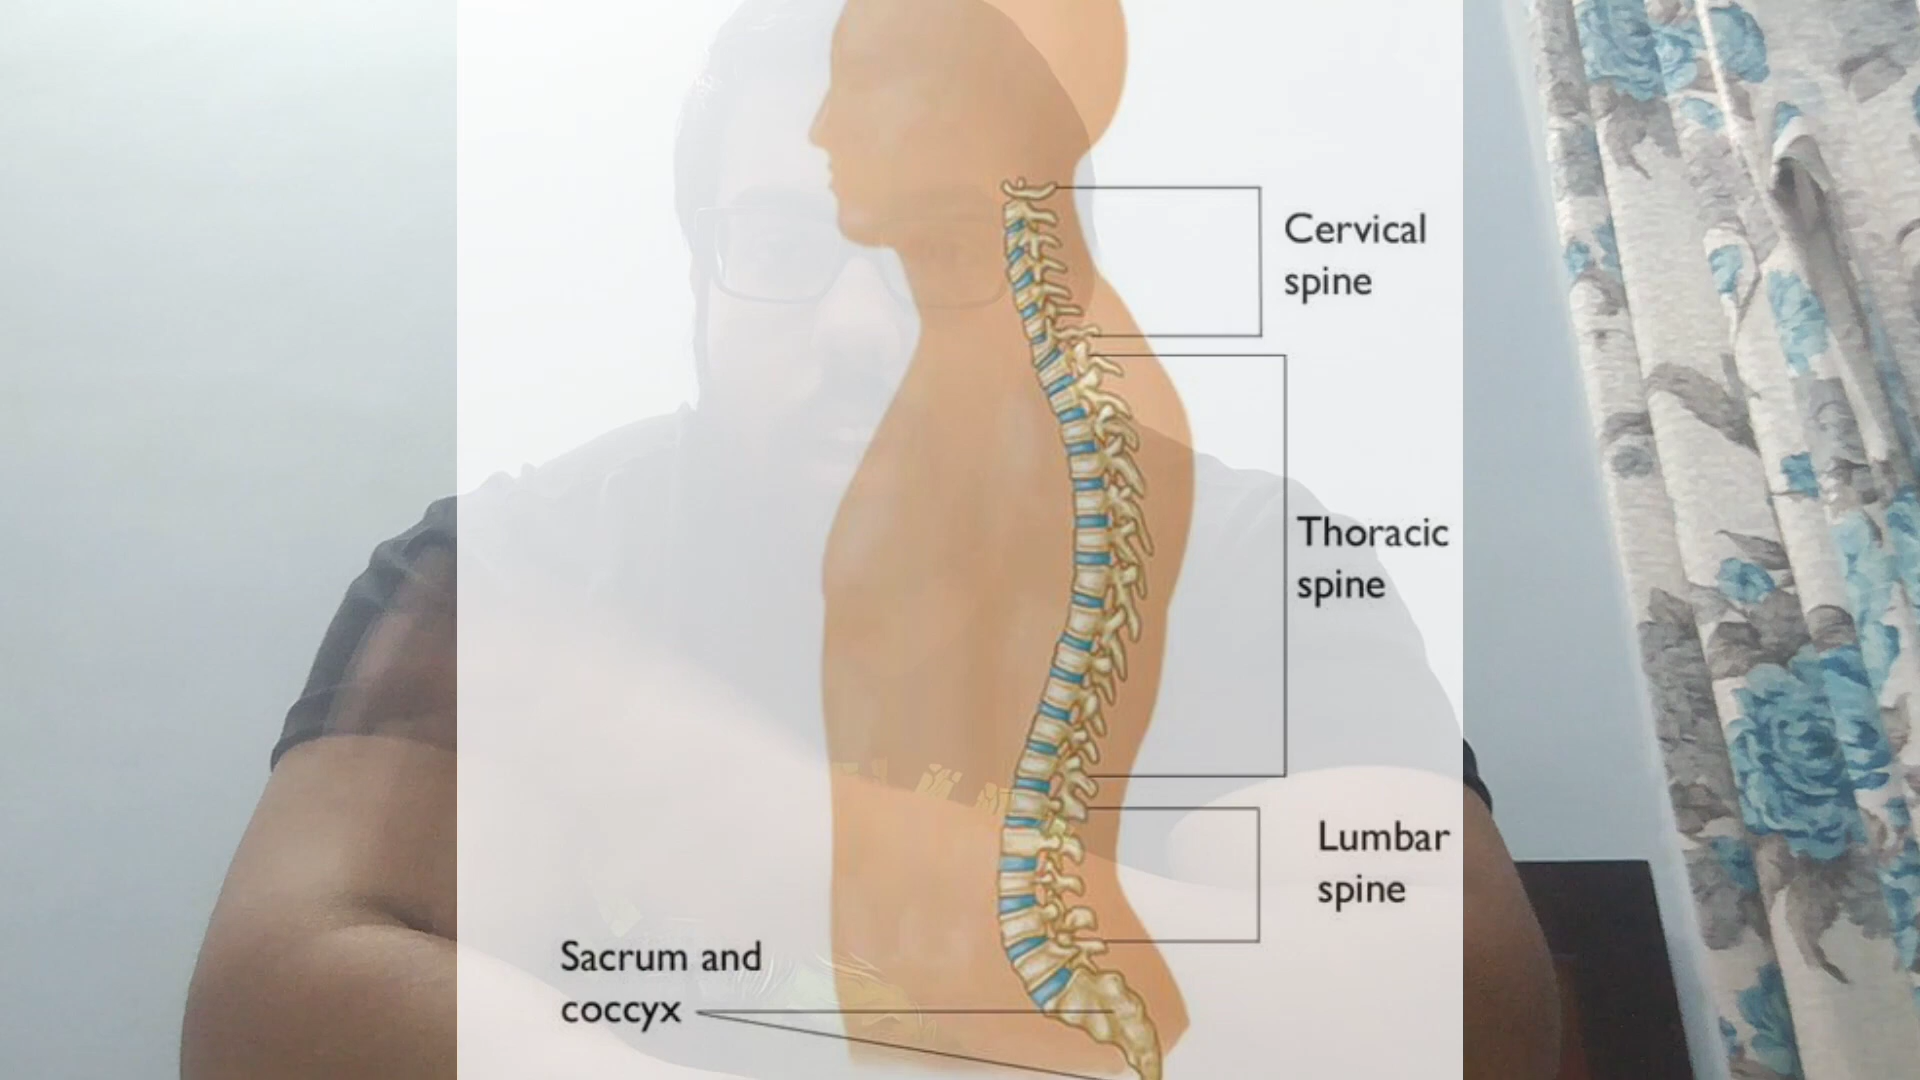 Cervical
spine
Thoracic
spine
Lumbar
spine
Sacrum and
coccyx